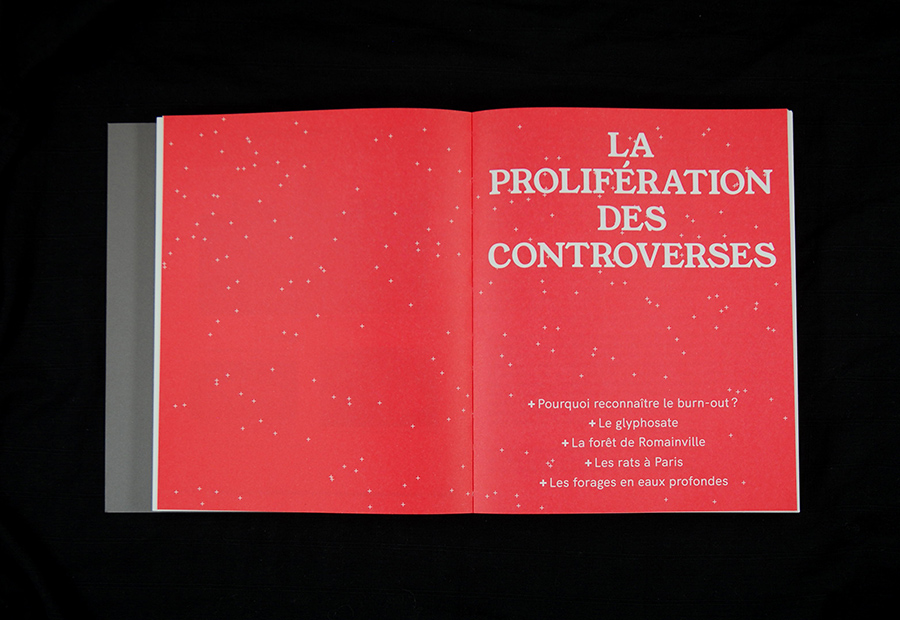 LA
PROLIFÉRATION
DES
CONTROVERSES
+ Pourquoi reconnaître le burn-out ?
+ Le glyphosate
+ La forêt de Romainville
+ Les rats à Paris
+ Les forages en eaux profondes